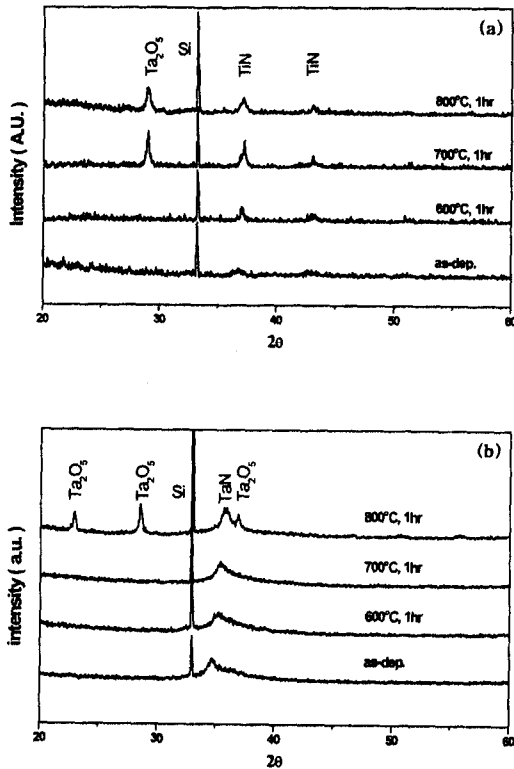 (a)
Ta₂O₅
Si
TiN
TiN
800°C, 1hr
700°C, 1hr
600°C, 1hr
as-dep.
Intensity ( A.U. )
20
30
40
50
60
2θ
(b)
Ta₂O₅
Ta₂O₅
Si
TaN
Ta₂O₅
800°C, 1hr
700°C, 1hr
600°C, 1hr
as-dep.
intensity ( a.u. )
20
30
40
50
60
2θ